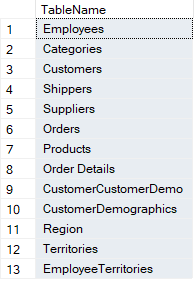 TableName
1 Employees
2 Categories
3 Customers
4 Shippers
5 Suppliers
6 Orders
7 Products
8 Order Details
9 CustomerCustomerDemo
10 CustomerDemographics
11 Region
12 Territories
13 EmployeeTerritories